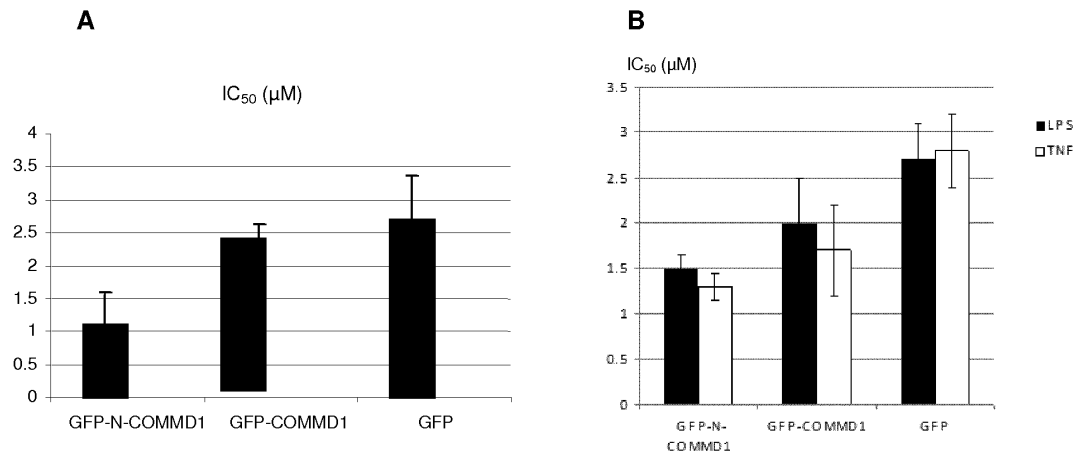 A
IC50 (µM)
4
3.5
3
2.5
2
1.5
1
0.5
0
GFP-N-COMMD1
GFP-COMMD1
GFP
B
IC50 (µM)
3.5
3
2.5
2
1.5
1
0.5
0
GFP-N-
COMMD1
GFP-COMMD1
GFP
LPS
TNF